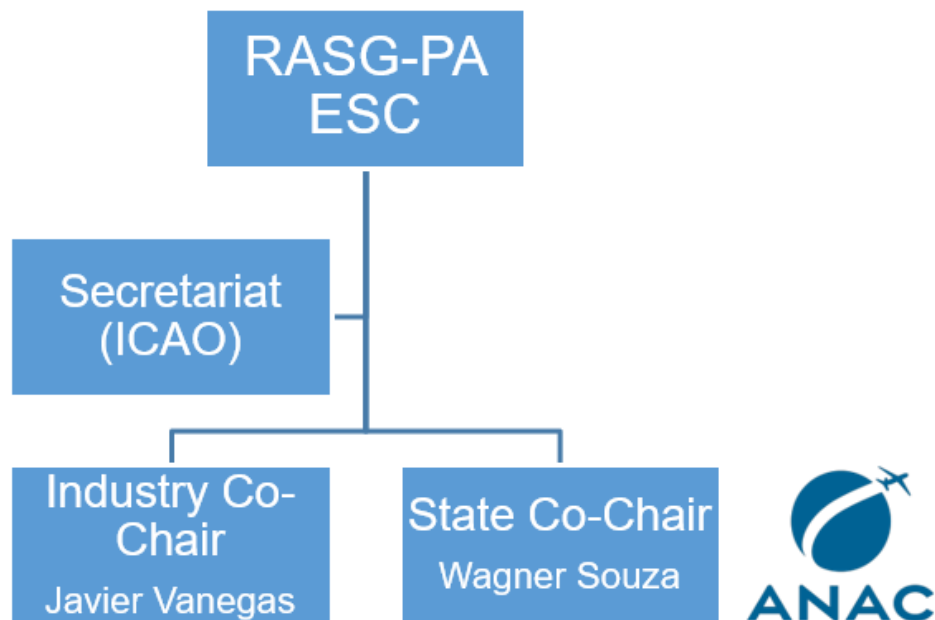 RASG-PA
ESC
Secretariat
(ICAO)
Industry Co-
Chair
Javier Vanegas
State Co-Chair
Wagner Souza
ANAC